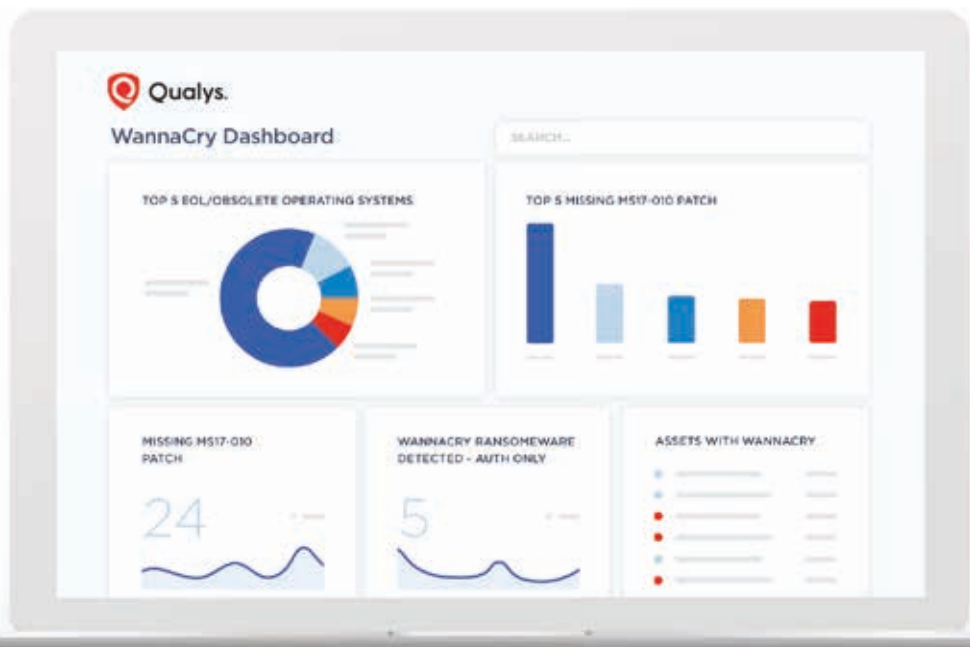 Qualys.
WannaCry Dashboard
SEARCH...
TOP 5 EOL/OBSOLETE OPERATING SYSTEMS
TOP 5 MISSING MS17-010 PATCH
MISSING MS17-010
PATCH
24
WANNACRY RANSOMEWARE
DETECTED - AUTH ONLY
5
ASSETS WITH WANNACRY